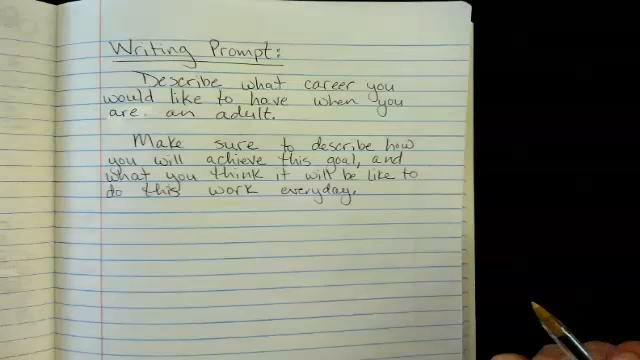 Writing Prompt:
Describe what career you
would like to have when you
are an adult.
Make sure to describe how
you will achieve this goal, and
what you think it will be like to
do this work everyday.